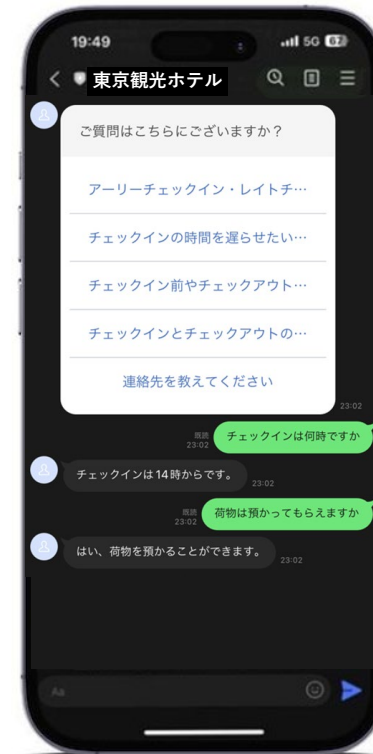 19:49
5G 62
東京観光ホテル
ご質問はこちらにございますか?
アーリーチェックイン・レイトチ…
チェックインの時間を遅らせたい…
チェックイン前やチェックアウト…
チェックインとチェックアウトの…
連絡先を教えてください
23:02
既読
23:02
チェックインは何時ですか
チェックインは14時からです。
23:02
既読
23:02
荷物は預かってもらえますか
はい、荷物を預かることができます。
23:02
Aa